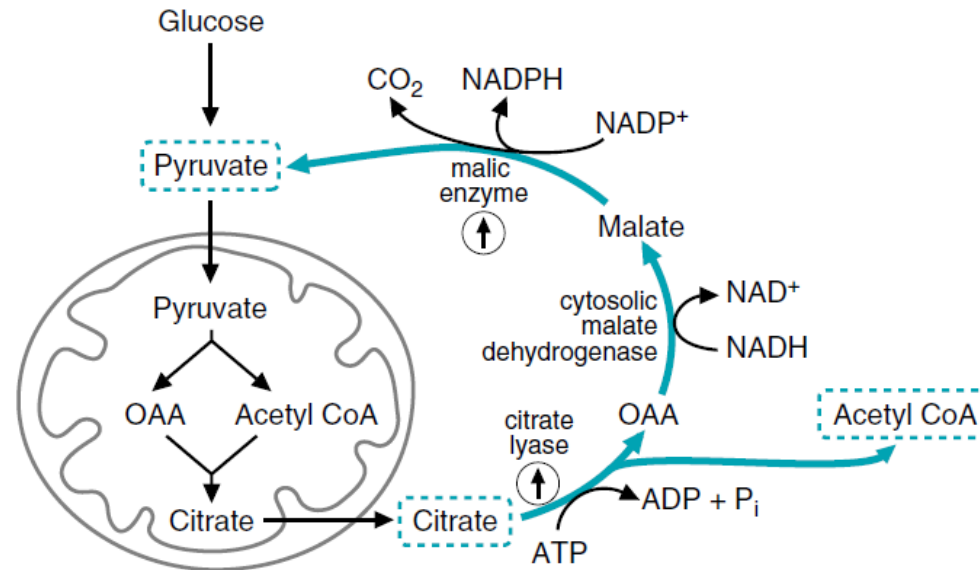 Glucose
CO₂ NADPH
NADP⁺
Pyruvate
malic
enzyme
Malate
Pyruvate
cytosolic
malate
dehydrogenase
NAD⁺
NADH
OAA Acetyl CoA
citrate
lyase
OAA
Acetyl CoA
Citrate
Citrate
ADP + Pᵢ
ATP